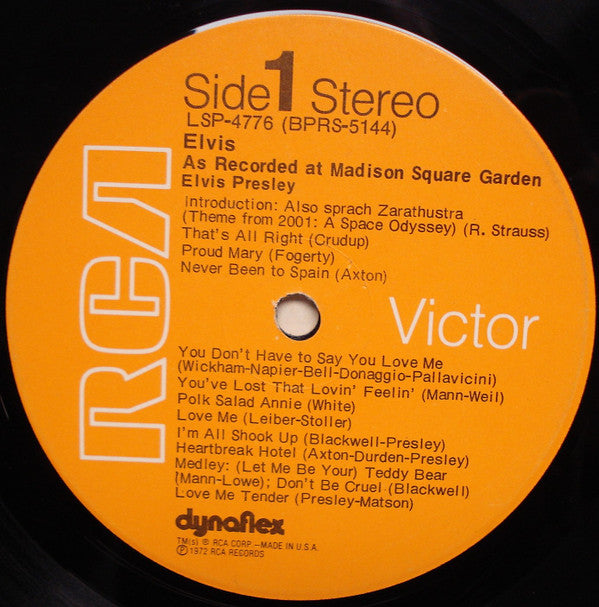 Side 1 Stereo
LSP-4776 (BPRS-5144)
Elvis
As Recorded at Madison Square Garden
Elvis Presley
Introduction: Also sprach Zarathustra
(Theme from 2001: A Space Odyssey) (R. Strauss)
That's All Right (Crudup)
Proud Mary (Fogerty)
Never Been to Spain (Axton)
RCA
Victor
You Don't Have to Say You Love Me
(Wickham-Napier-Bell-Donaggio-Pallavicini)
You've Lost That Lovin' Feelin' (Mann-Weil)
Polk Salad Annie (White)
Love Me (Leiber-Stoller)
I'm All Shook Up (Blackwell-Presley)
Heartbreak Hotel (Axton-Durden-Presley)
Medley: (Let Me Be Your) Teddy Bear
(Mann-Lowe); Don't Be Cruel (Blackwell)
Love Me Tender (Presley-Matson)
dynaflex
TM(s) ® RCA CORP.–MADE IN U.S.A.
Ⓟ 1972 RCA RECORDS